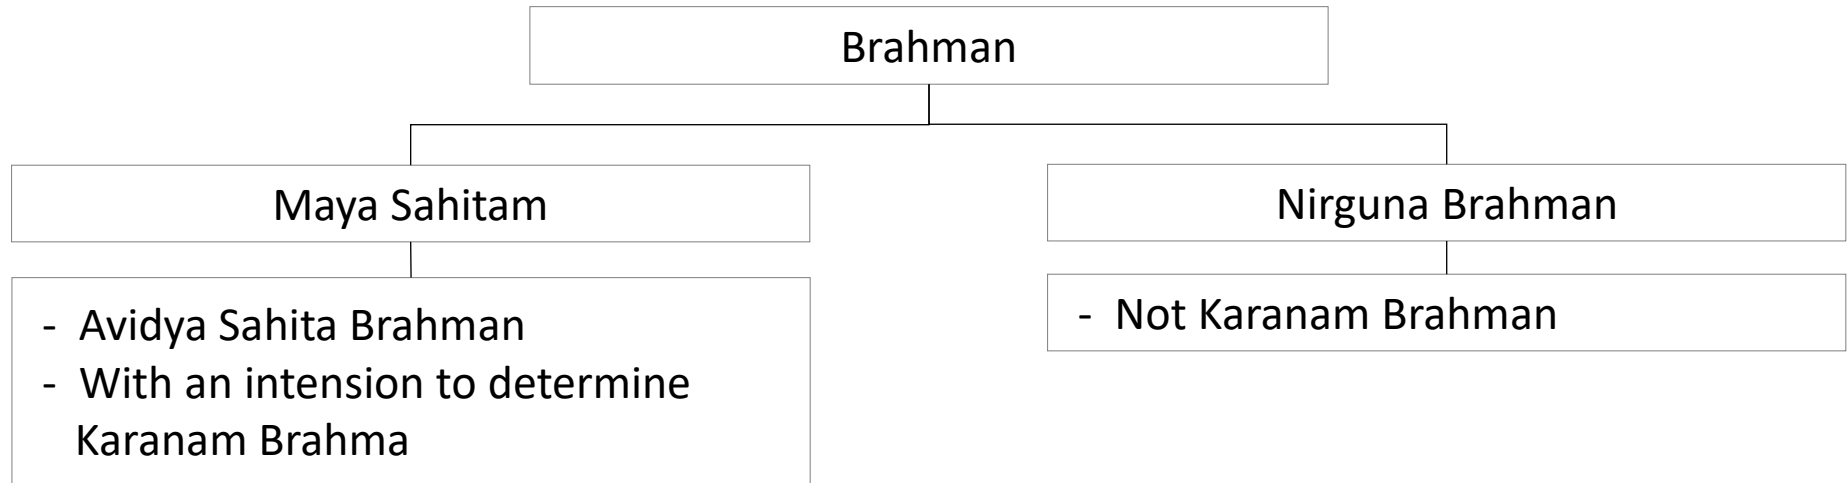 Brahman
Maya Sahitam
Nirguna Brahman
- Avidya Sahita Brahman
- With an intension to determine
Karanam Brahma
- Not Karanam Brahman